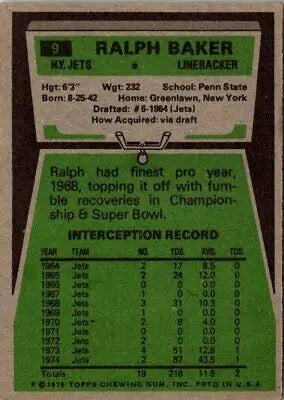 9 RALPH BAKER
N.Y. JETS • LINEBACKER
Hgt: 6'3" Wgt: 232 School: Penn State
Born: 8-25-42 Home: Greenlawn, New York
Drafted: #6-1964 (Jets)
How Acquired: via draft
Ralph had finest pro year,
1968, topping it off with fum-
ble recoveries in Champion-
ship & Super Bowl.
INTERCEPTION RECORD
YEAR TEAM NO. YDS. AVG. TD
1964 Jets 2 17 8.5 0
1965 Jets 2 24 12.0 0
1966 Jets 0 0 0.0 0
1967 Jets 1 0 0.0 0
1968 Jets 3 31 10.3 0
1969 Jets 0 0 0.0
1970 Jets 2 8 4.0
1971 Jets 1 0 0.0
1972 Jets 2 0 0.0
1973 Jets 4 51 12.8 1
1974 Jets 2 87 43.5 1
Totals 19 218 11.5 2
© 1975 TOPPS CHEWING GUM, INC. PRTD IN U.S.A.